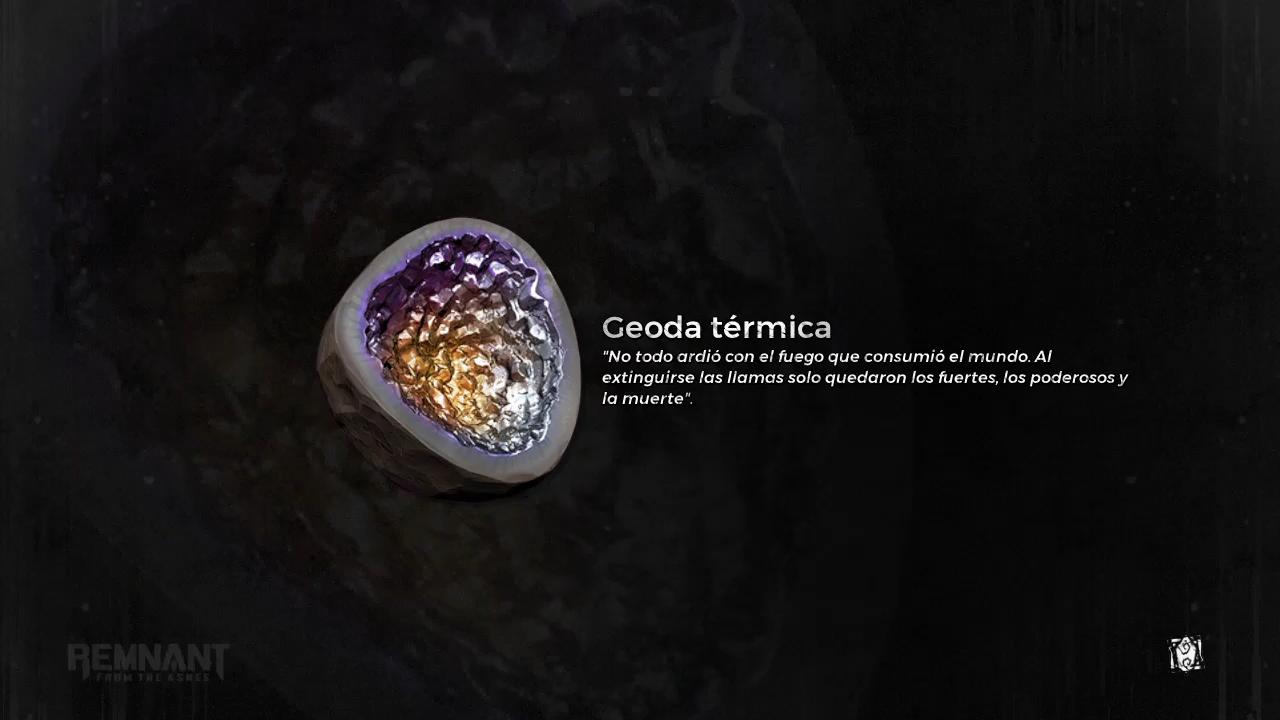 Geoda térmica
"No todo ardió con el fuego que consumió el mundo. Al
extinguirse las llamas solo quedaron los fuertes, los poderosos y
la muerte".
REMNANT
FROM THE ASHES